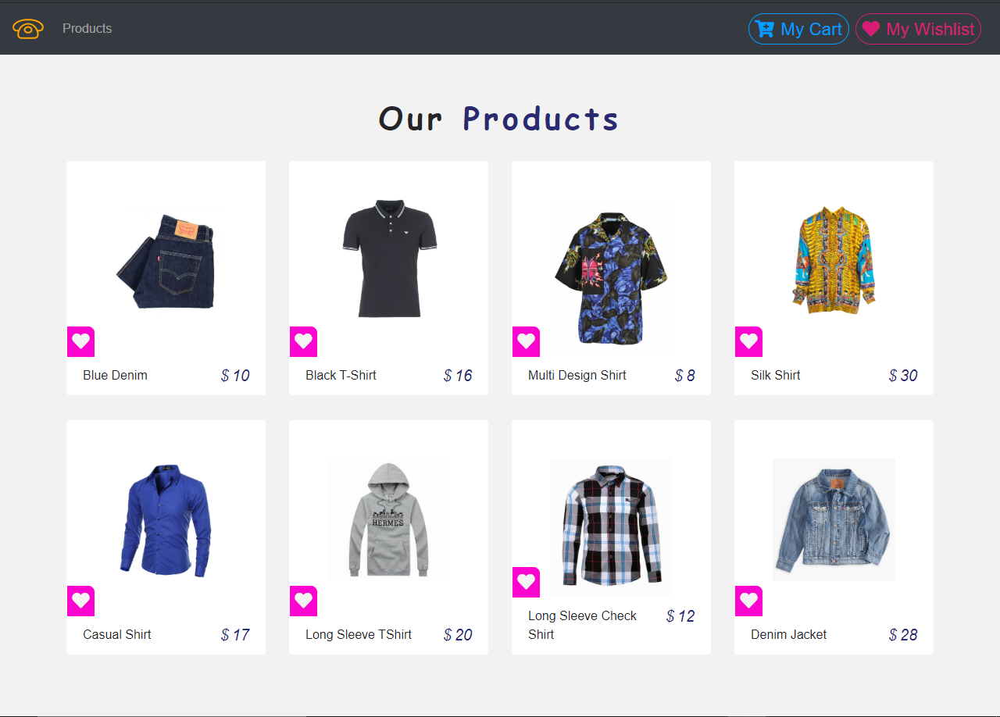 Products
My Cart
My Wishlist
Our Products
Blue Denim $ 10
Black T-Shirt $ 16
Multi Design Shirt $ 8
Silk Shirt $ 30
HERMES
Casual Shirt $ 17
Long Sleeve TShirt $ 20
Long Sleeve Check $ 12
Shirt
Denim Jacket $ 28